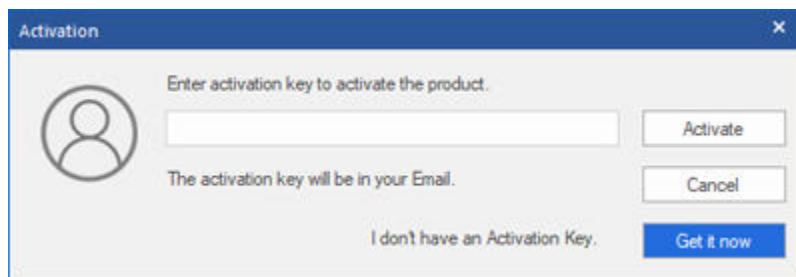 Activation
Enter activation key to activate the product.
Activate
The activation key will be in your Email.
Cancel
I don't have an Activation Key.
Get it now